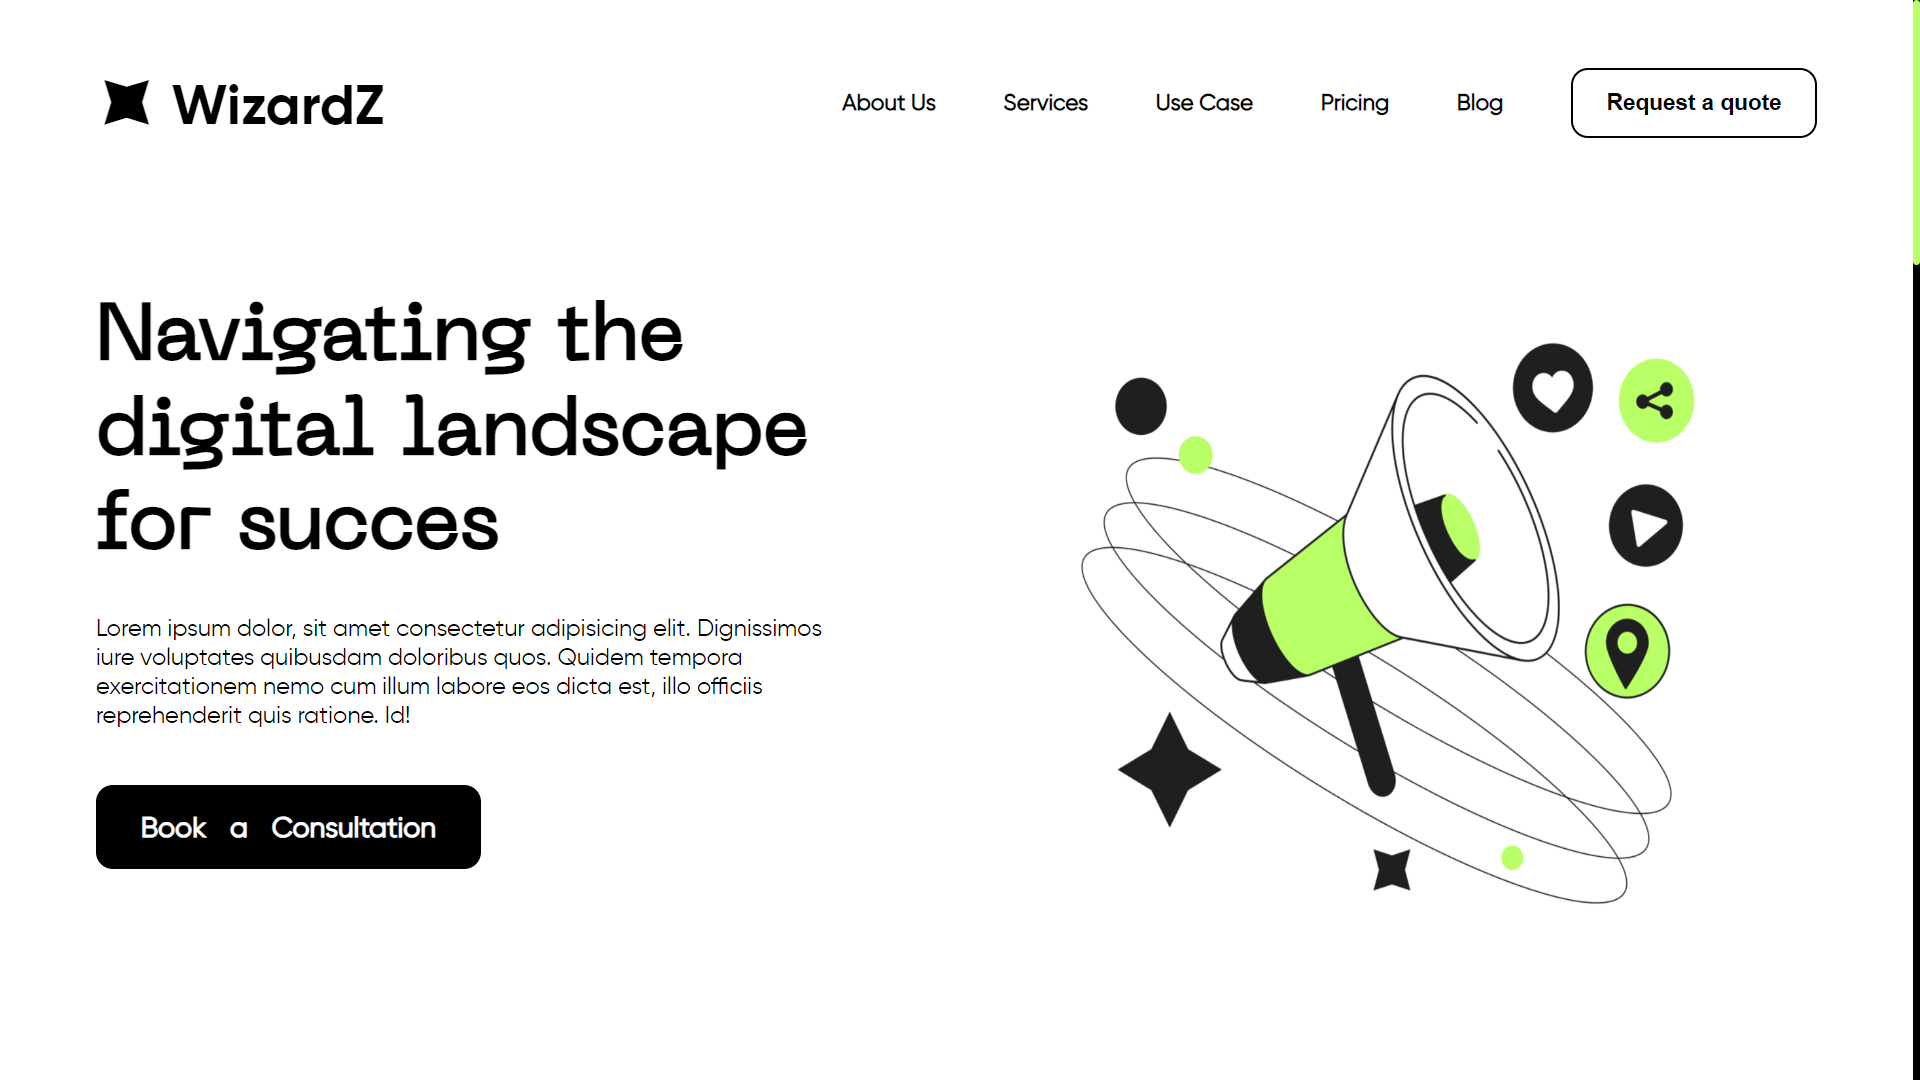 WizardZ
About Us
Services
Use Case
Pricing
Blog
Request a quote
Navigating the
digital landscape
for succes
Lorem ipsum dolor, sit amet consectetur adipisicing elit. Dignissimos
iure voluptates quibusdam doloribus quos. Quidem tempora
exercitationem nemo cum illum labore eos dicta est, illo officiis
reprehenderit quis ratione. Id!
Book a Consultation